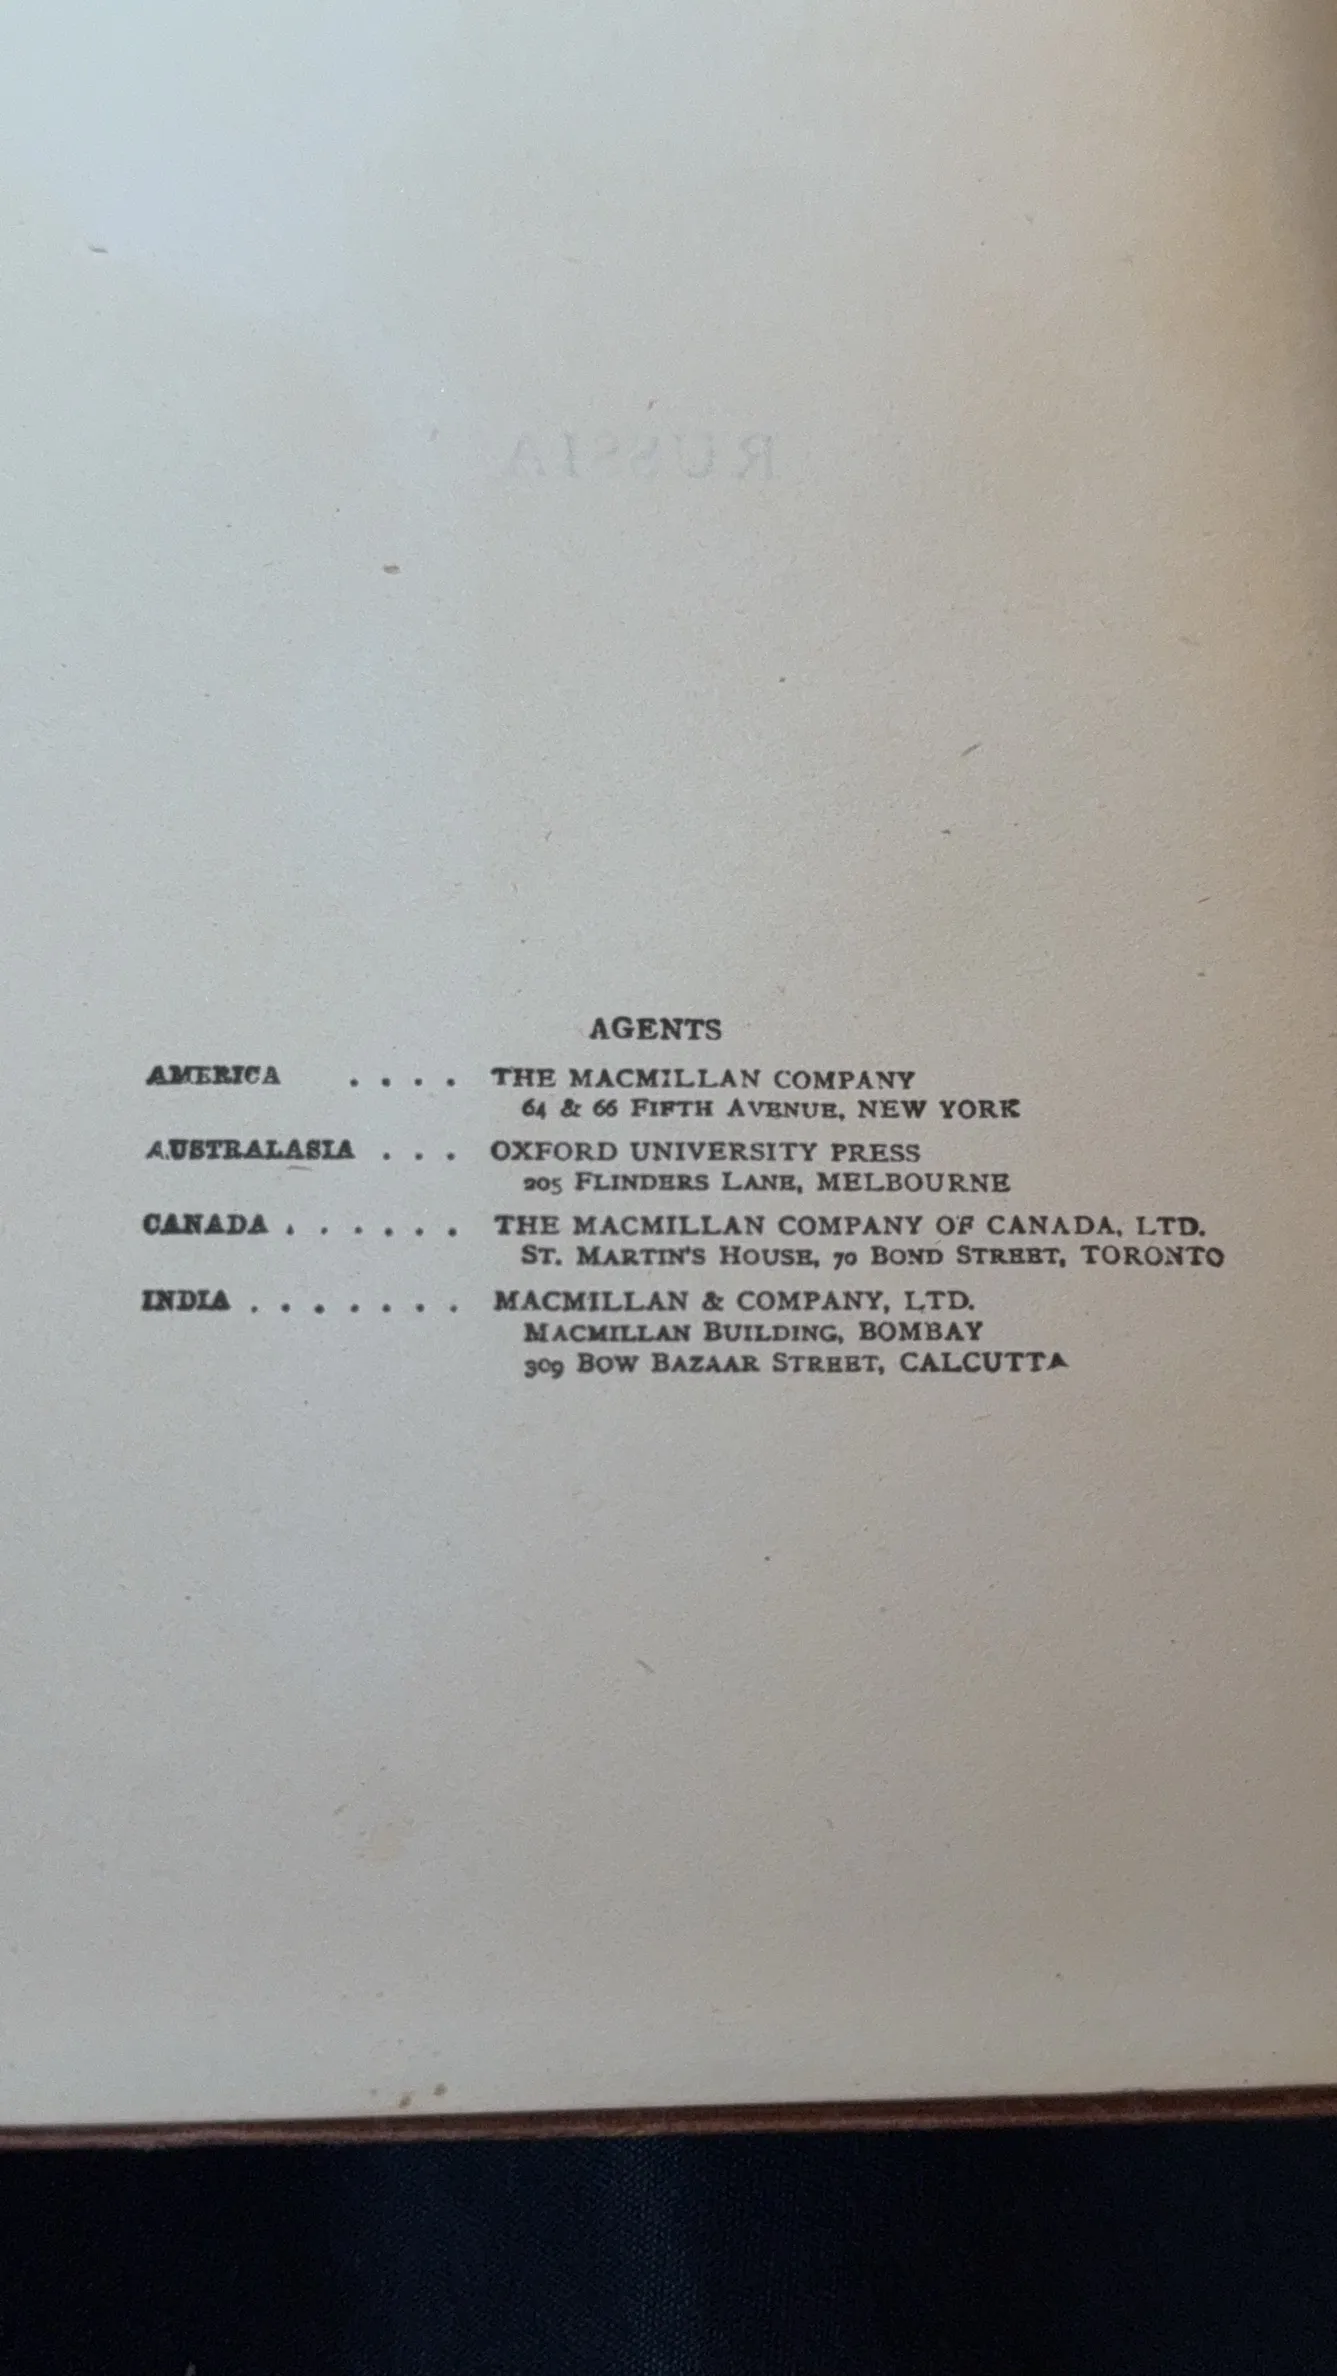 RUSSIA
AGENTS
AMERICA . . . . THE MACMILLAN COMPANY
64 & 66 FIFTH AVENUE, NEW YORK
AUSTRALASIA . . . OXFORD UNIVERSITY PRESS
205 FLINDERS LANE, MELBOURNE
CANADA . . . . . . THE MACMILLAN COMPANY OF CANADA, LTD.
ST. MARTIN'S HOUSE, 70 BOND STREET, TORONTO
INDIA . . . . . . . MACMILLAN & COMPANY, LTD.
MACMILLAN BUILDING, BOMBAY
309 BOW BAZAAR STREET, CALCUTTA